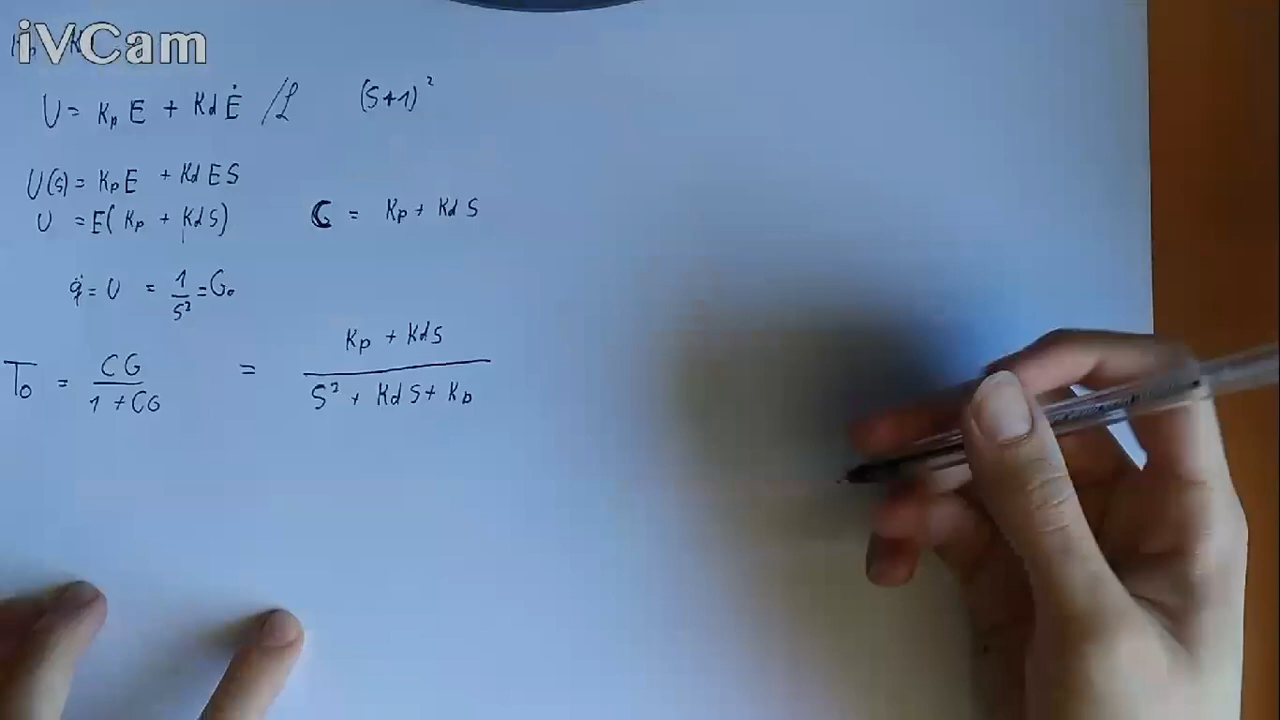 iVCam
U = Kp E + Kd Ė /ℒ (S+1)²
U(s) = Kp E + Kd E S
U = E( Kp + Kd S) C = Kp + Kd S
q̈ = U = 1/S² = G₀
T₀ = CG / 1 + CG = Kp + Kd S / S² + Kd S + Kp